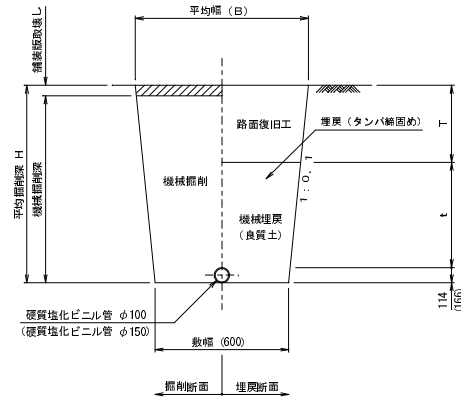 平均幅（B）
舗装版取壊し
平均掘削深 H
機械掘削深
路面復旧工
埋戻（タンパ締固め）
T
機械掘削
1：0．1
機械埋戻
（良質土）
t
114
(166)
硬質塩化ビニル管 φ100
(硬質塩化ビニル管 φ150)
敷幅 (600)
掘削断面
埋戻断面